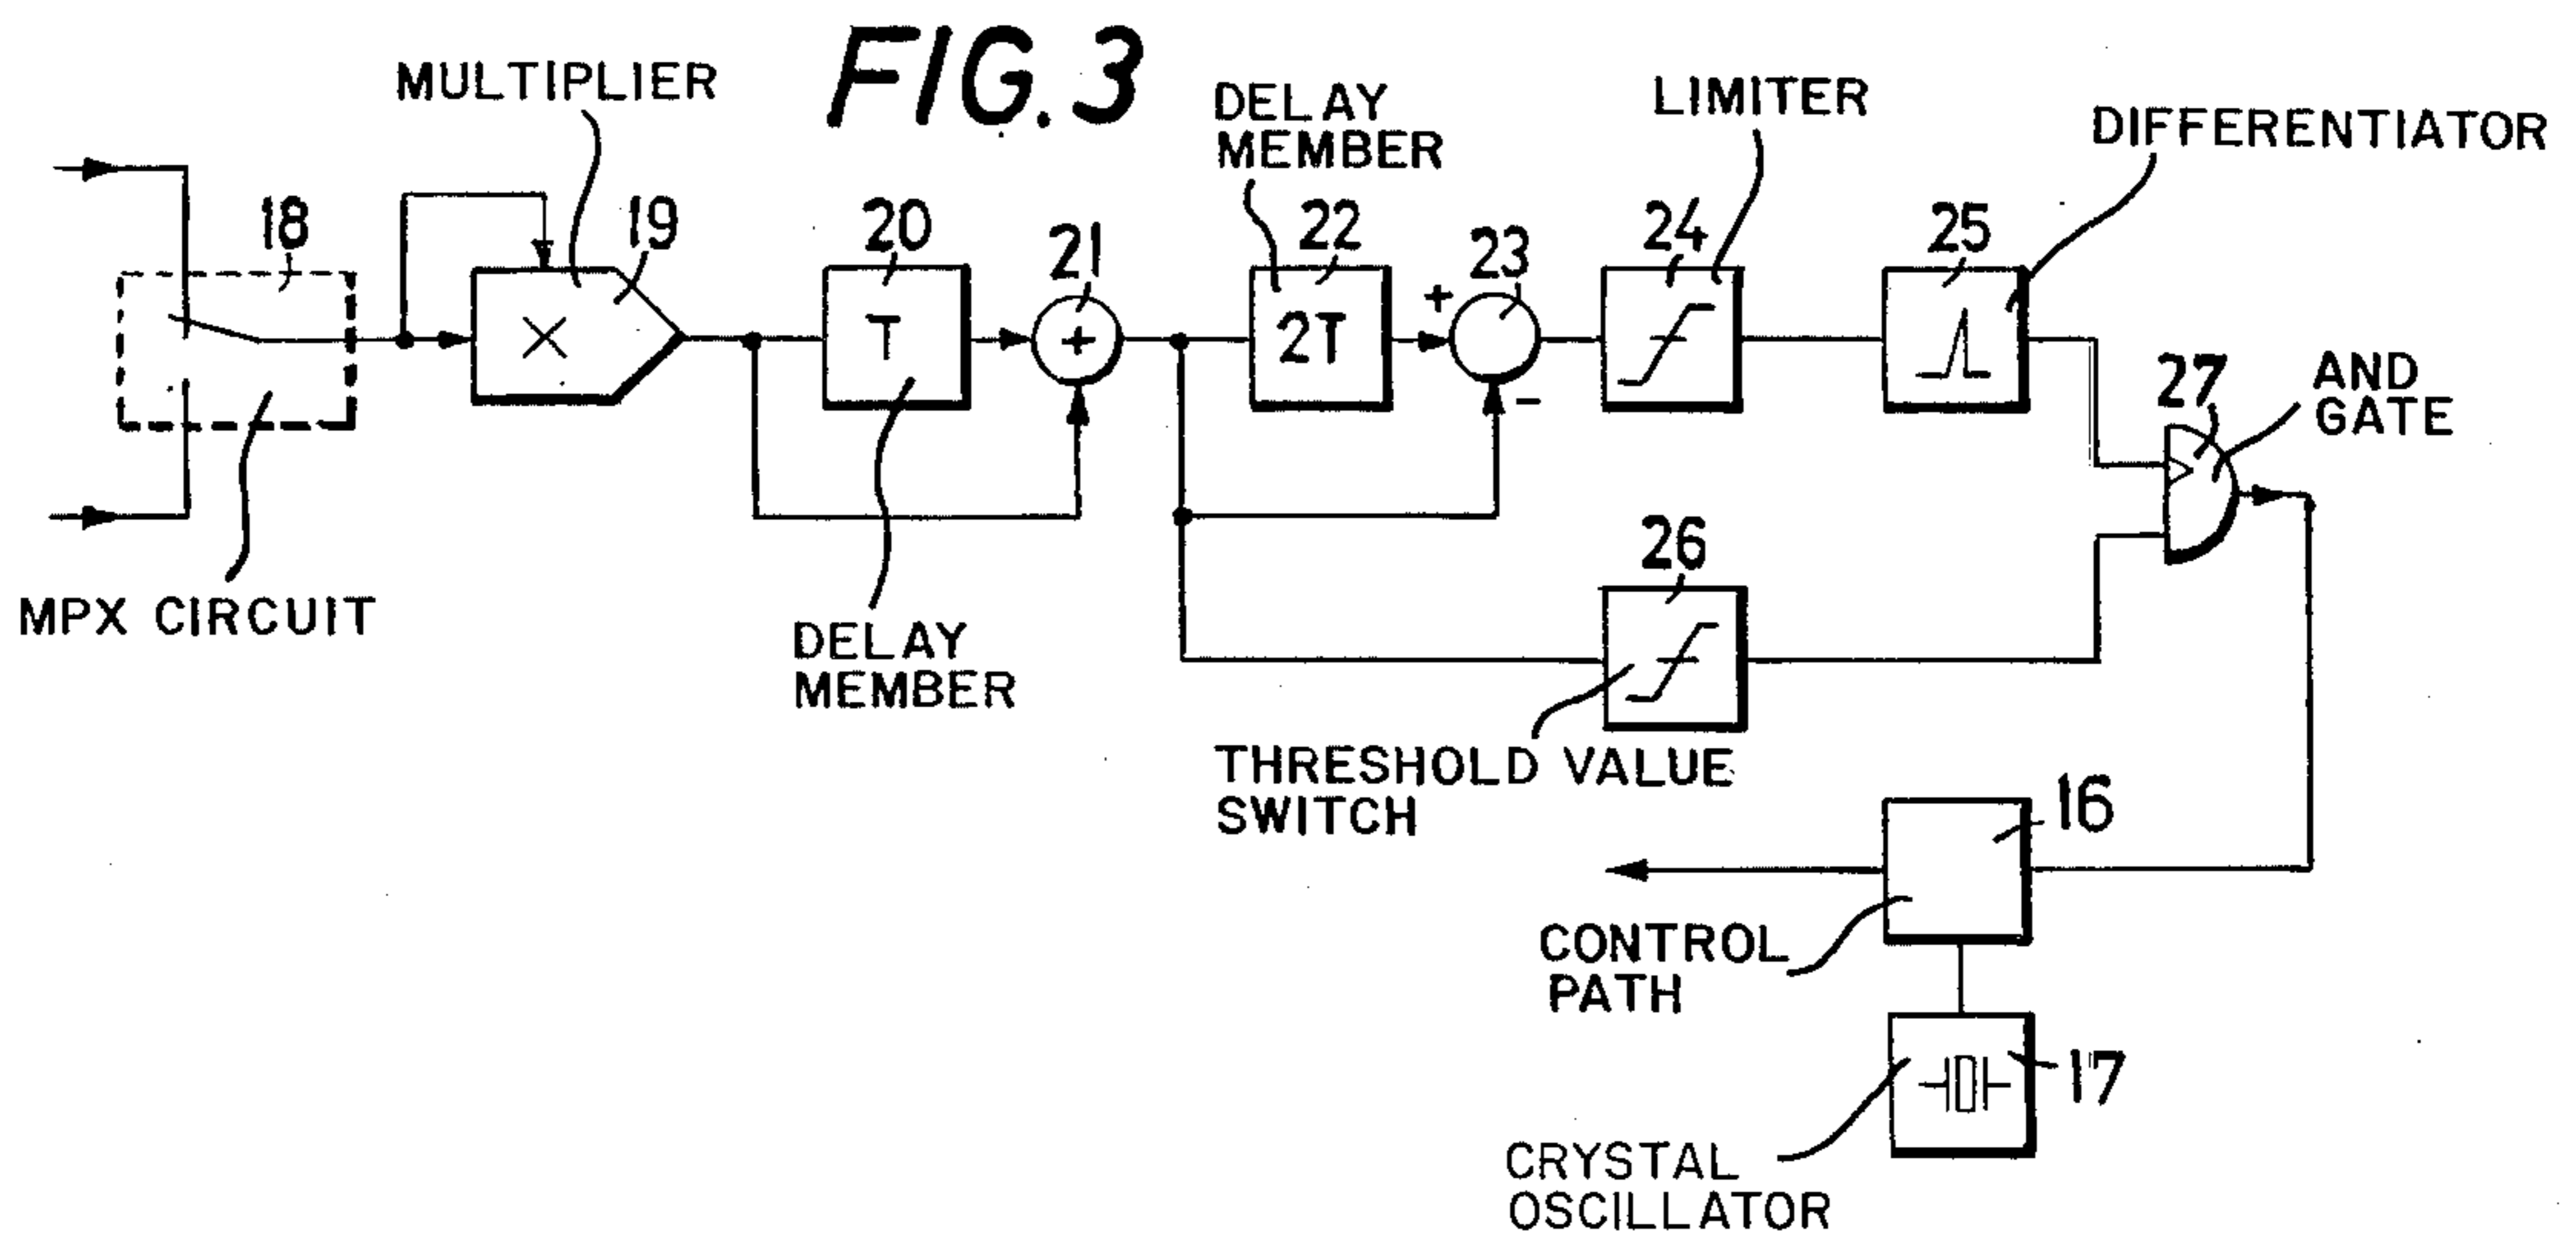 FIG. 3
MULTIPLIER
DELAY
MEMBER
LIMITER
DIFFERENTIATOR
18
19
20
21
22
23
24
25
×
T
+
2T
+
-
27
AND
GATE
26
MPX CIRCUIT
DELAY
MEMBER
THRESHOLD VALUE
SWITCH
16
CONTROL
PATH
17
CRYSTAL
OSCILLATOR